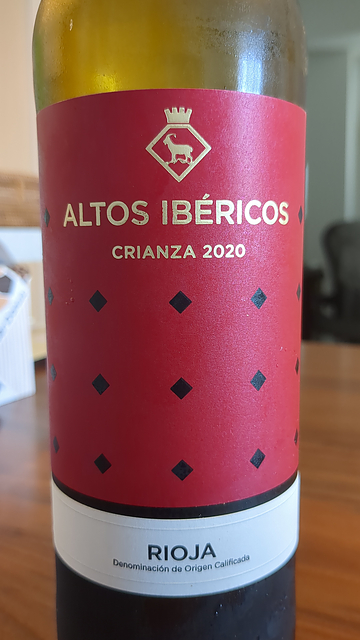 ALTOS IBÉRICOS
CRIANZA 2020
RIOJA
Denominación de Origen Calificada